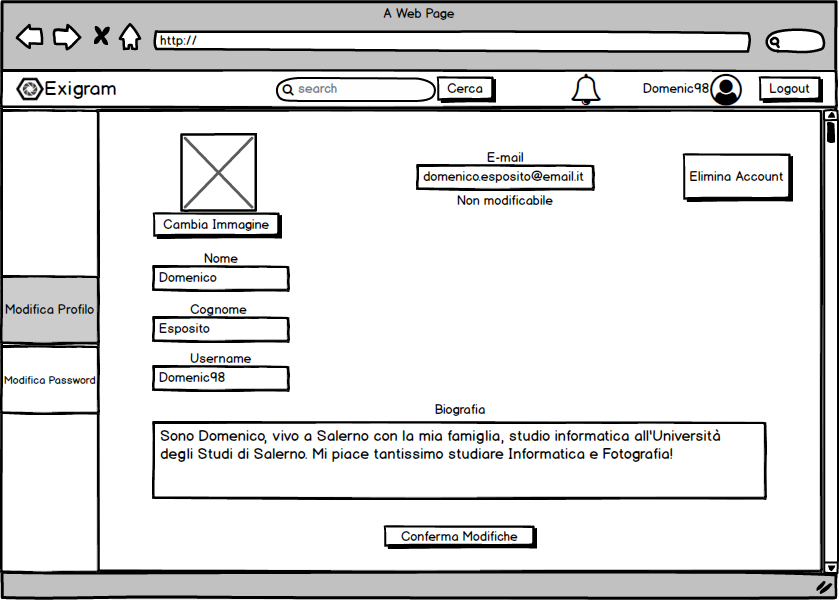 A Web Page
http://
Exigram
search
Cerca
Domenic98
Logout
E-mail
domenico.esposito@email.it
Non modificabile
Elimina Account
Cambia Immagine
Nome
Domenico
Modifica Profilo
Cognome
Esposito
Username
Domenic98
Modifica Password
Biografia
Sono Domenico, vivo a Salerno con la mia famiglia, studio informatica all'Università
degli Studi di Salerno. Mi piace tantissimo studiare Informatica e Fotografia!
Conferma Modifiche